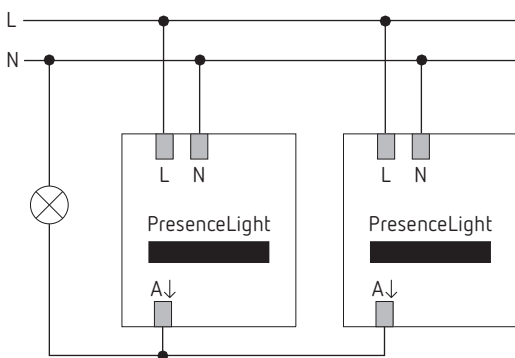 L
N
L N L N
PresenceLight PresenceLight
A↓ A↓